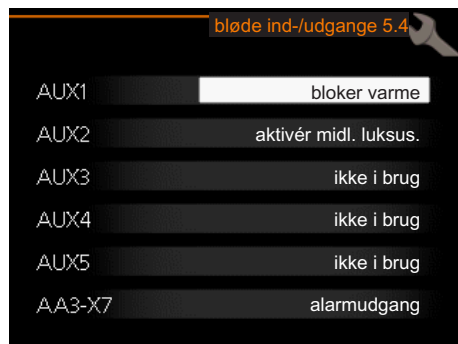 bløde ind-/udgange 5.4
AUX1 bloker varme
AUX2 aktivér midl. luksus.
AUX3 ikke i brug
AUX4 ikke i brug
AUX5 ikke i brug
AA3-X7 alarmudgang